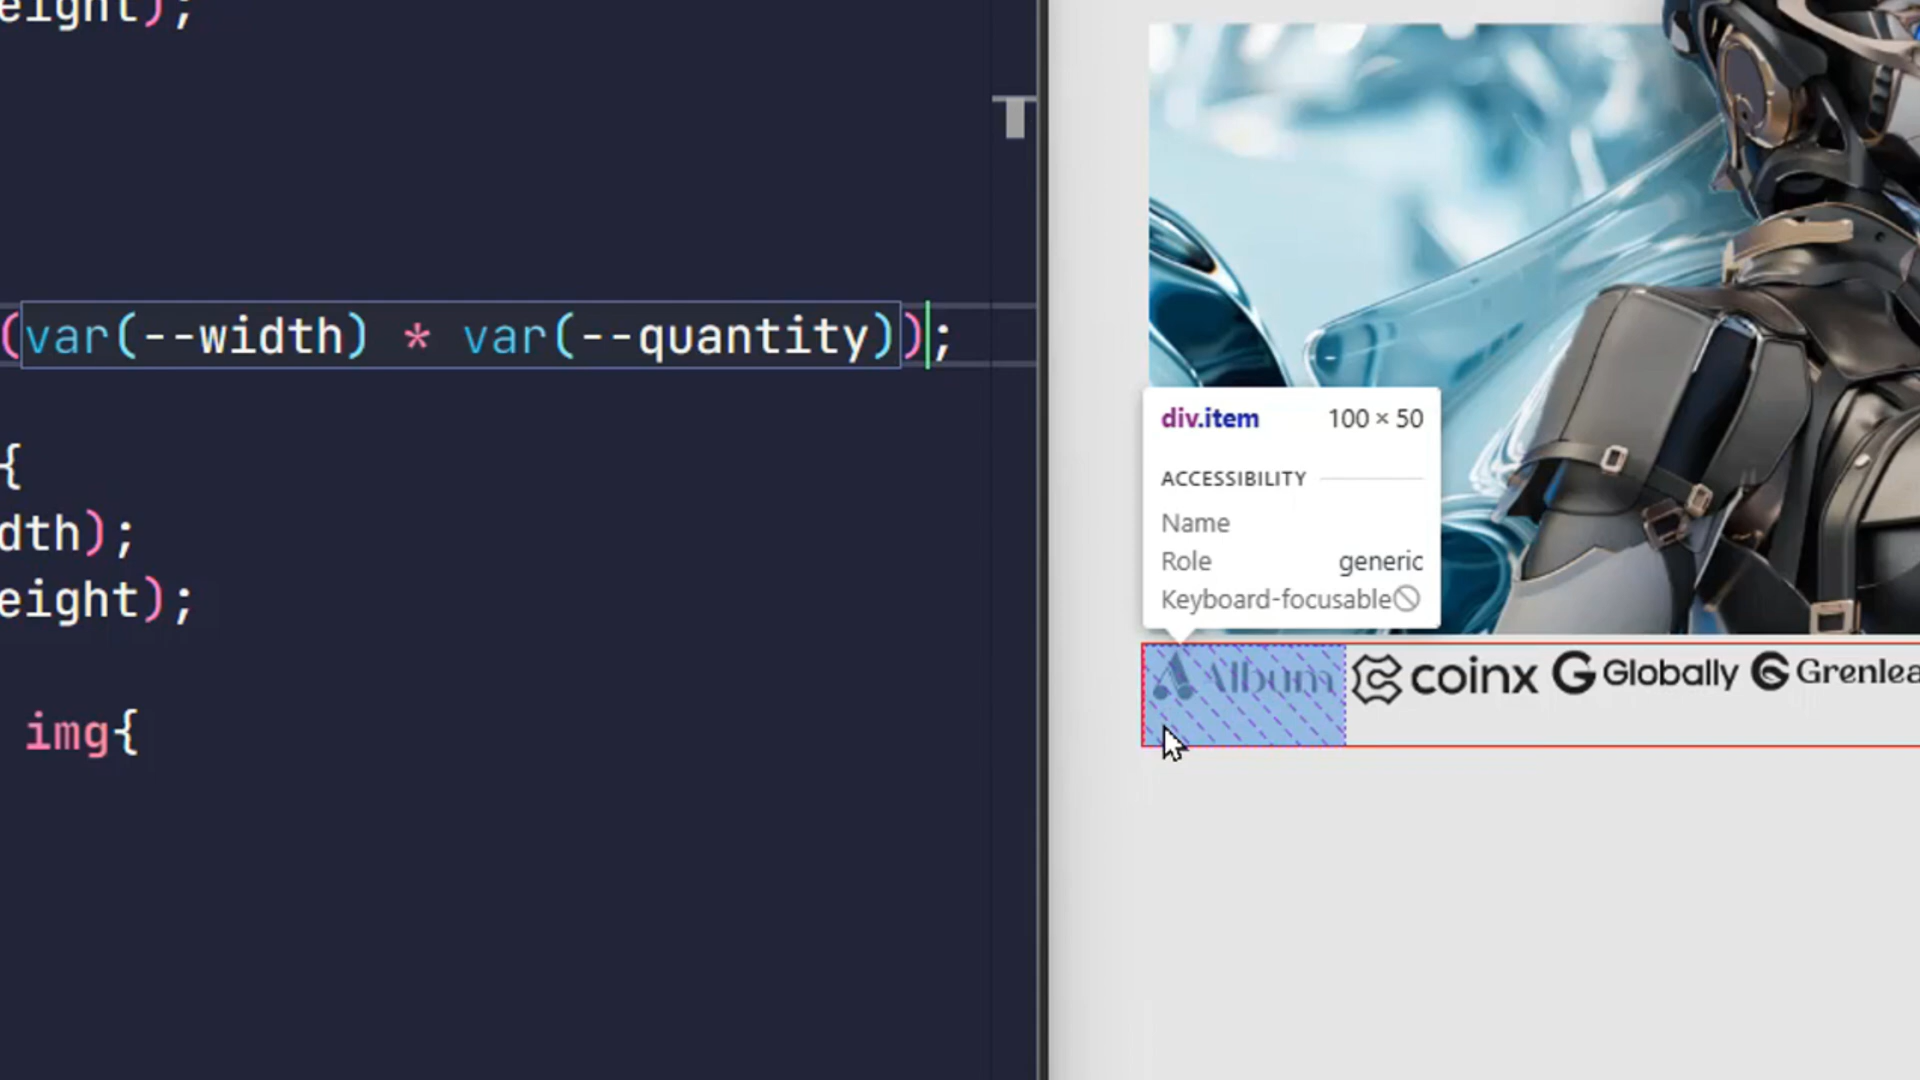 eight);
(var(--width) * var(--quantity));
{
dth);
eight);
img{
div.item 100 × 50
ACCESSIBILITY
Name
Role generic
Keyboard-focusable
Album coinx Globally Grenlea